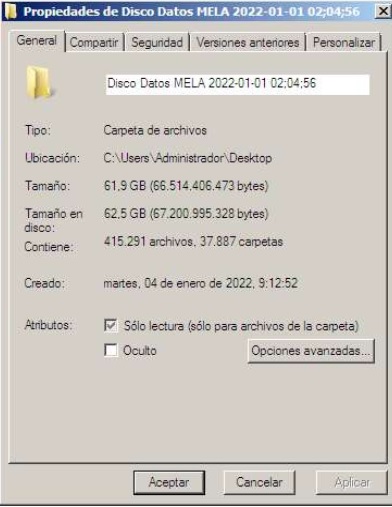 Propiedades de Disco Datos MELA 2022-01-01 02;04;56
General Compartir Seguridad Versiones anteriores Personalizar
Disco Datos MELA 2022-01-01 02;04;56
Tipo: Carpeta de archivos
Ubicación: C:\Users\Administrador\Desktop
Tamaño: 61,9 GB (66.514.406.473 bytes)
Tamaño en disco: 62,5 GB (67.200.995.328 bytes)
Contiene: 415.291 archivos, 37.887 carpetas
Creado: martes, 04 de enero de 2022, 9:12:52
Atributos: Sólo lectura (sólo para archivos de la carpeta)
Oculto Opciones avanzadas...
Aceptar Cancelar Aplicar